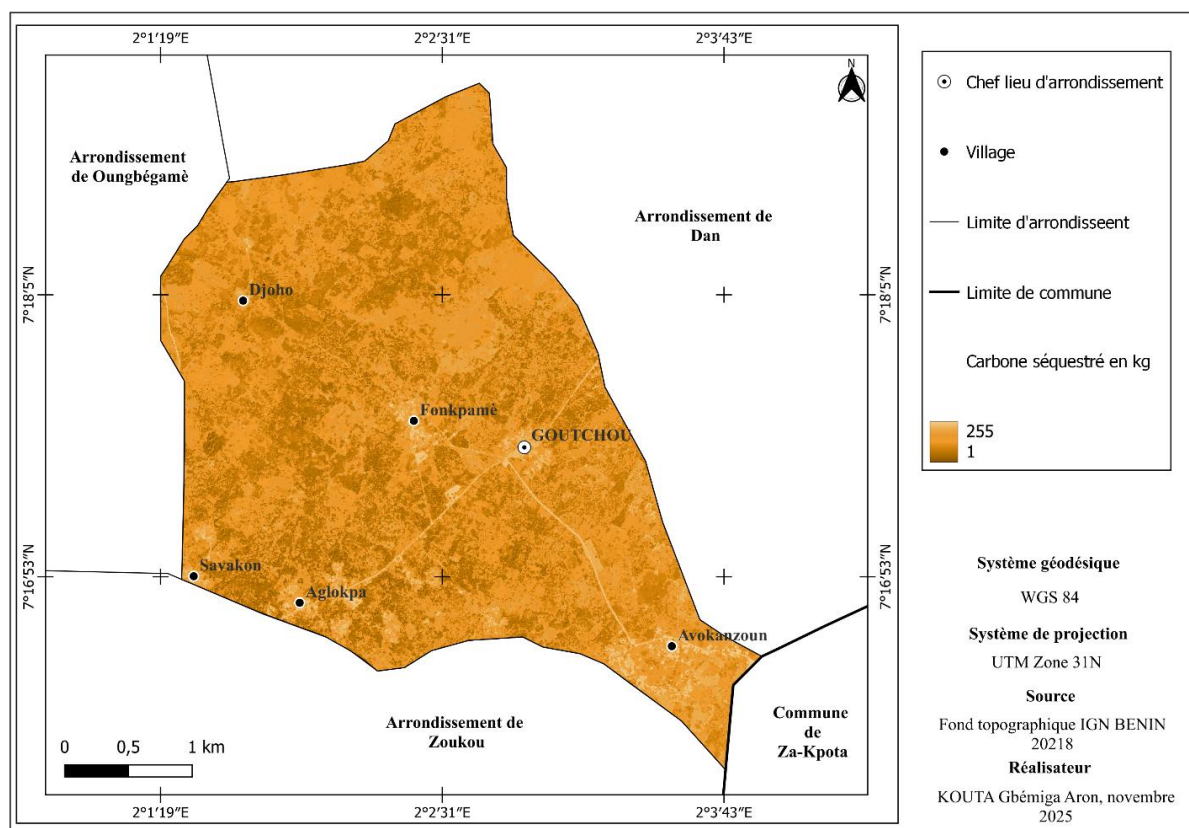 2°1′19″E
2°2′31″E
2°3′43″E
N
Arrondissement
de Oungbégamè
Arrondissement de
Dan
7°18′5″N
7°18′5″N
Djoho
Fonkpamè
GOUTCHOU
7°16′53″N
7°16′53″N
Savakon
Aglokpa
Avokanzoun
Arrondissement de
Zoukou
Commune
de
Za-Kpota
0 0,5 1 km
2°1′19″E
2°2′31″E
2°3′43″E
Chef lieu d'arrondissement
Village
Limite d'arrondisseent
Limite de commune
Carbone séquestré en kg
255
1
Système géodésique
WGS 84
Système de projection
UTM Zone 31N
Source
Fond topographique IGN BENIN
20218
Réalisateur
KOUTA Gbémiga Aron, novembre
2025